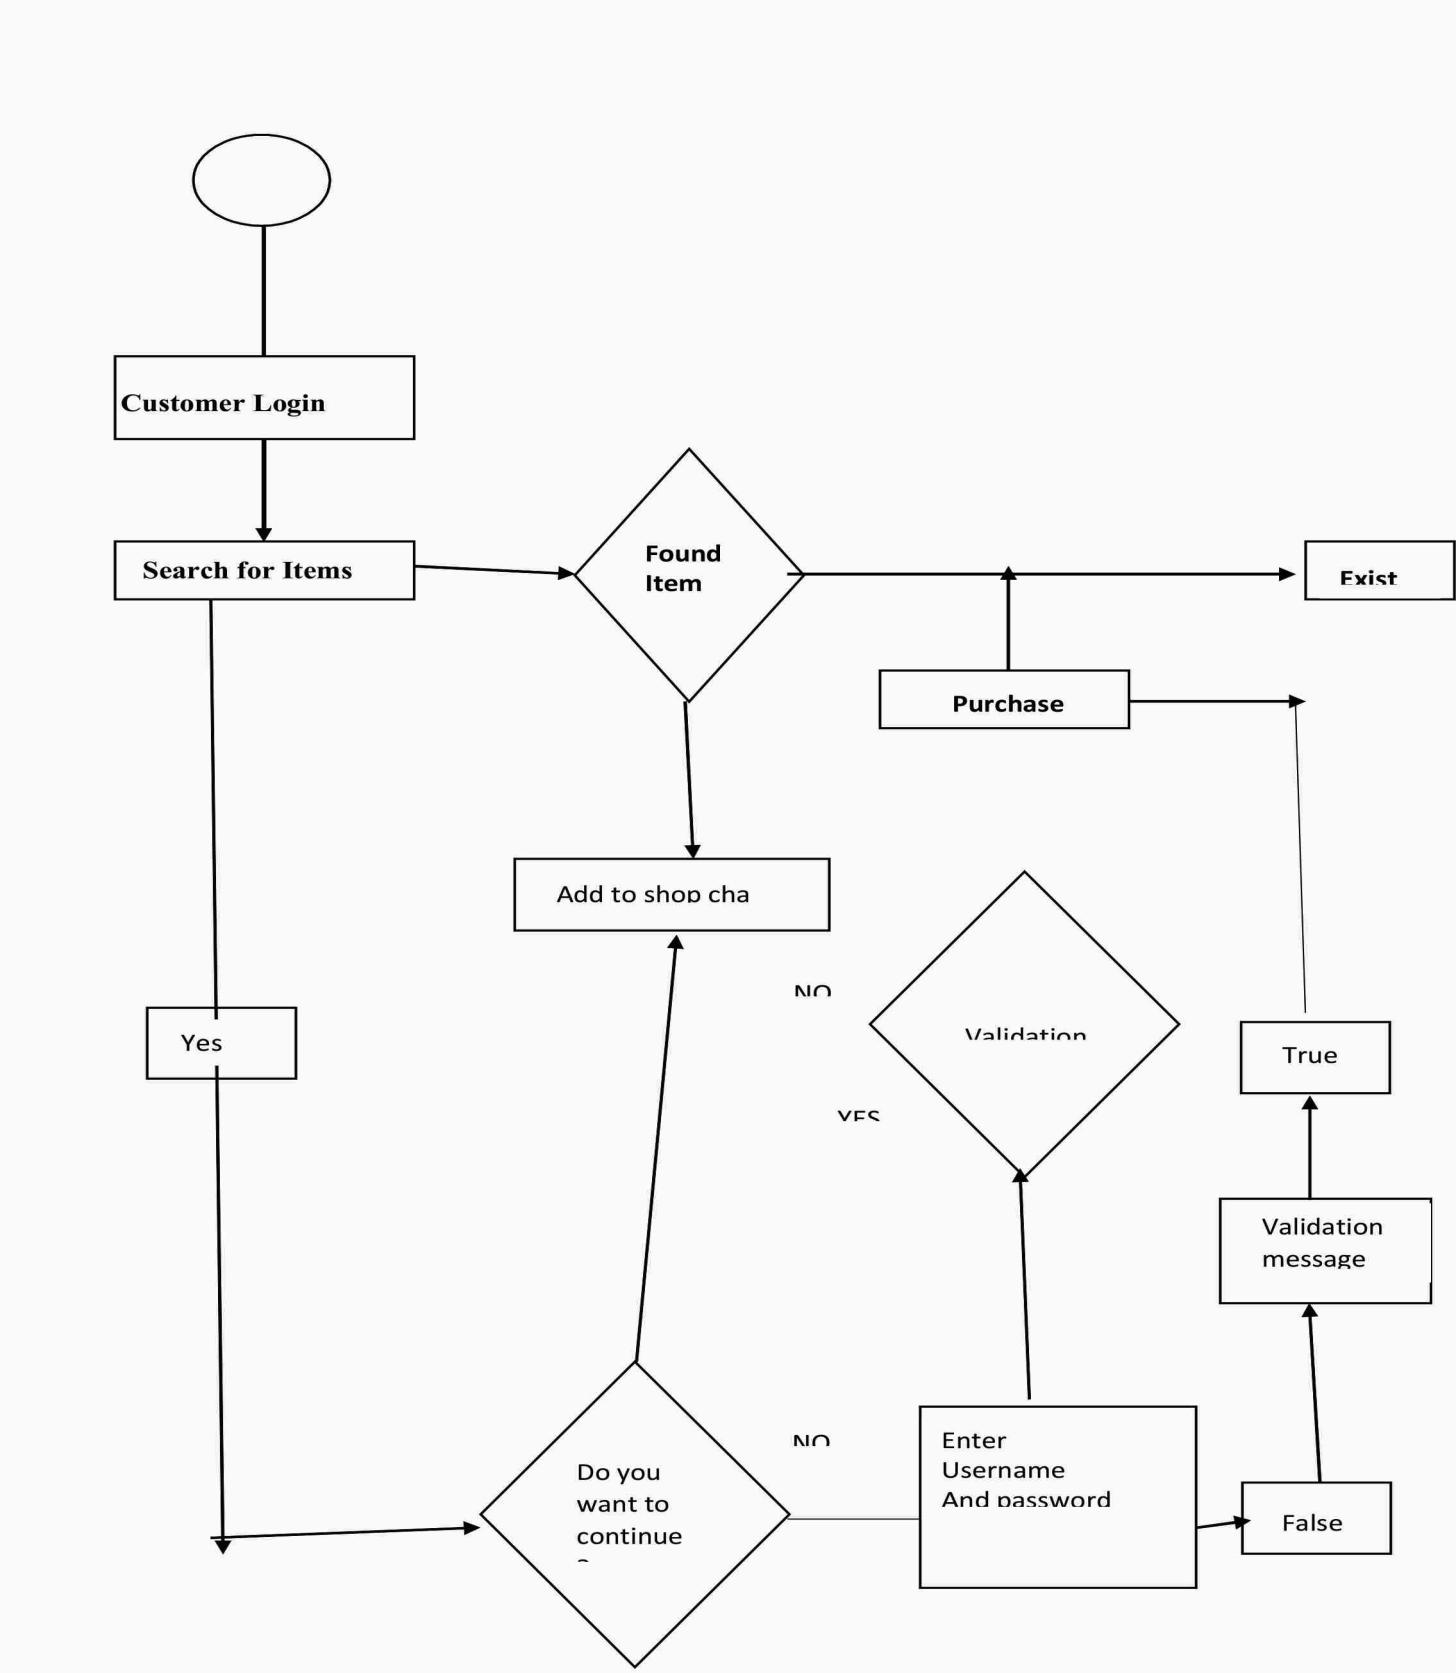 Customer Login
Search for Items
Found
Item
Exist
Purchase
Add to shop cha
NO
Validation
Yes
True
YES
Validation
message
NO
Enter
Username
And password
Do you
want to
continue
?
False